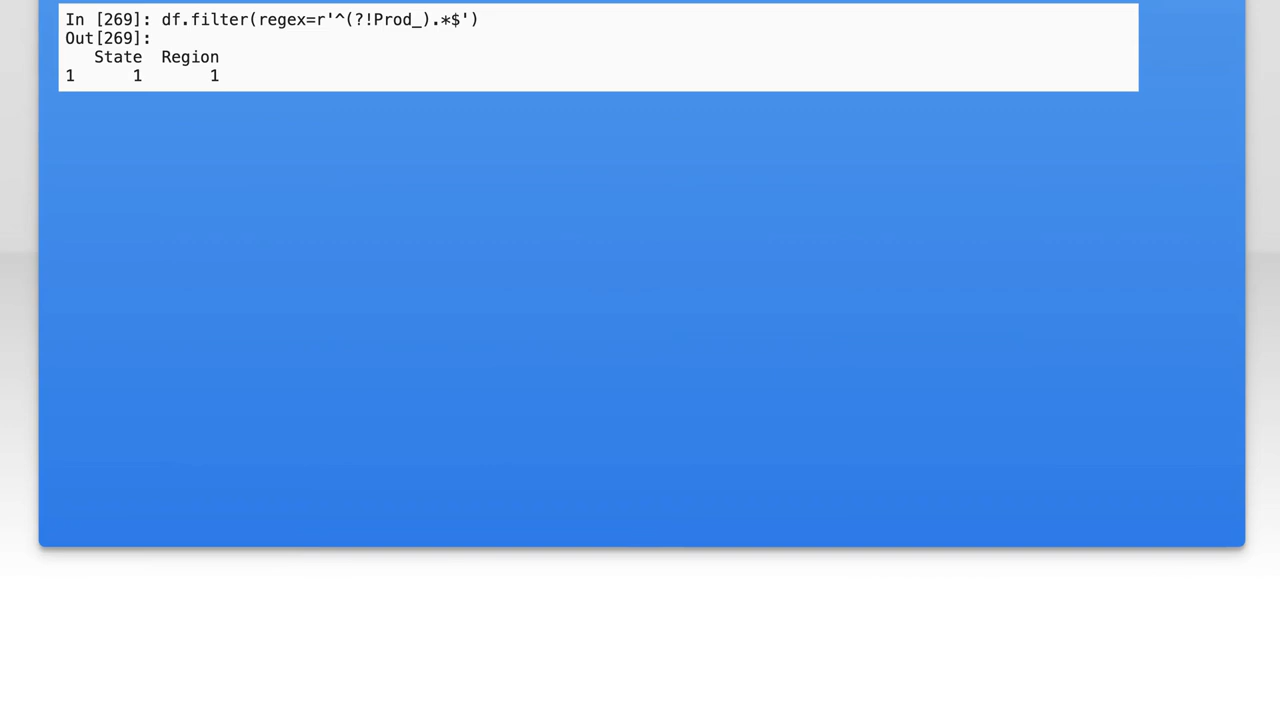 In [269]: df.filter(regex=r'^(?!Prod_).*$')
Out[269]:
   State  Region
1      1       1